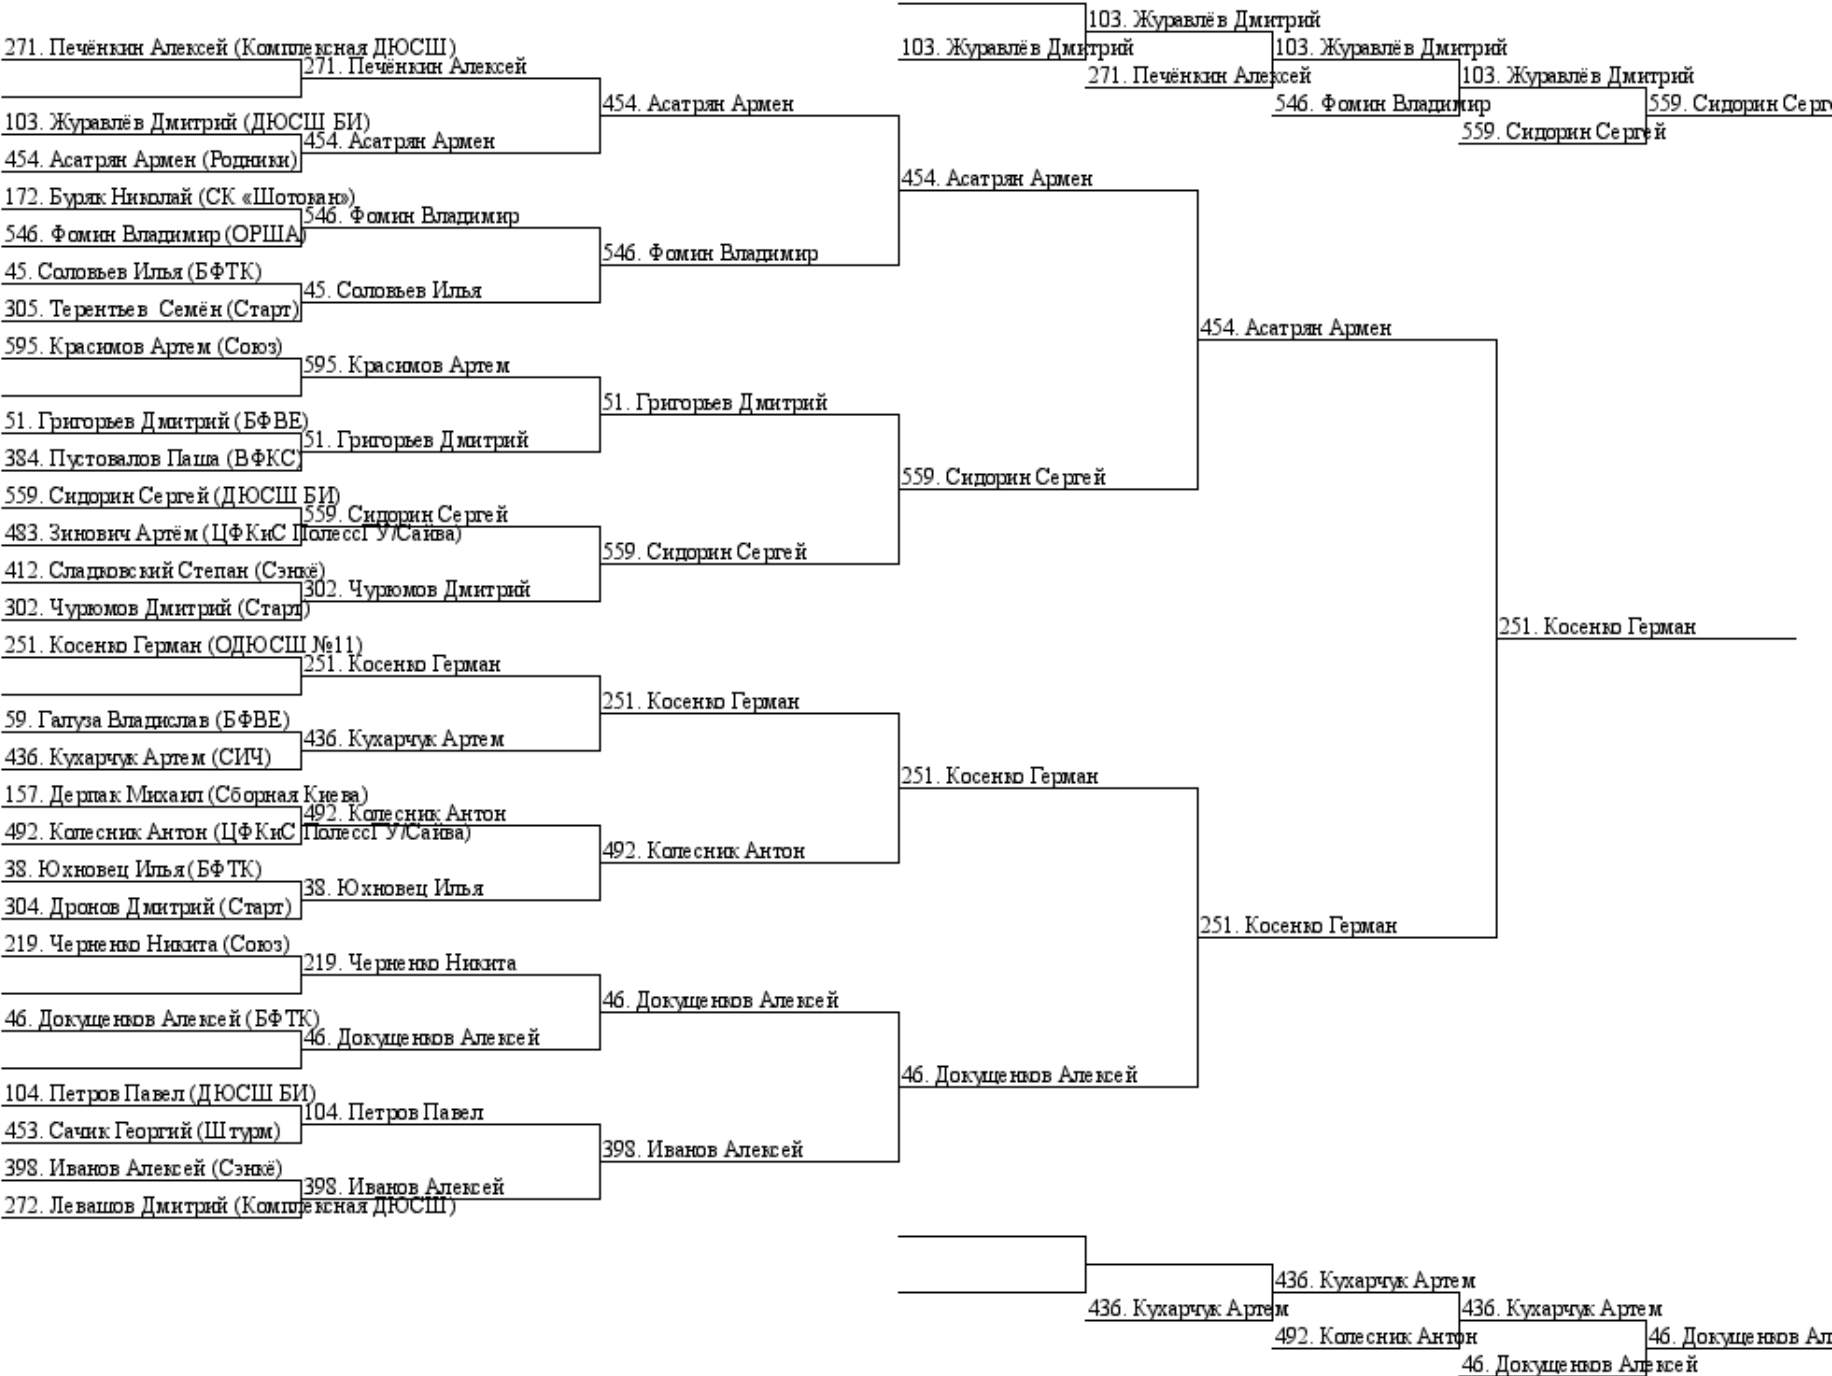 271. Печёнкин Алексей (Комплексная ДЮСШ)
103. Журавлёв Дмитрий (ДЮСШ БИ)
454. Асатрян Армен (Родники)
172. Буряк Николай (СК «Шотокан»)
546. Фомин Владимир (ОРША)
45. Соловьев Илья (БФТК)
305. Терентьев Семён (Старт)
595. Красимов Артем (Союз)
51. Григорьев Дмитрий (БФВЕ)
384. Пустовалов Паша (ВФКС)
559. Сидорин Сергей (ДЮСШ БИ)
483. Зинович Артём (ЦФКиС ПолессГУ/Сайва)
412. Сладковский Степан (Сэнкё)
302. Чурюмов Дмитрий (Старт)
251. Косенко Герман (ОДЮСШ №11)
59. Галуза Владислав (БФВЕ)
436. Кухарчук Артем (СИЧ)
157. Дерпак Михаил (Сборная Киева)
492. Колесник Антон (ЦФКиС ПолессГУ/Сайва)
38. Юхновец Илья (БФТК)
304. Дронов Дмитрий (Старт)
219. Черненко Никита (Союз)
46. Докущенков Алексей (БФТК)
104. Петров Павел (ДЮСШ БИ)
453. Сачик Георгий (Штурм)
398. Иванов Алексей (Сэнкё)
272. Левашов Дмитрий (Комплексная ДЮСШ)
271. Печёнкин Алексей
454. Асатрян Армен
546. Фомин Владимир
45. Соловьев Илья
595. Красимов Артем
51. Григорьев Дмитрий
559. Сидорин Сергей
302. Чурюмов Дмитрий
251. Косенко Герман
436. Кухарчук Артем
492. Колесник Антон
38. Юхновец Илья
219. Черненко Никита
46. Докущенков Алексей
104. Петров Павел
398. Иванов Алексей
454. Асатрян Армен
546. Фомин Владимир
51. Григорьев Дмитрий
559. Сидорин Сергей
251. Косенко Герман
492. Колесник Антон
46. Докущенков Алексей
398. Иванов Алексей
454. Асатрян Армен
559. Сидорин Сергей
251. Косенко Герман
46. Докущенков Алексей
454. Асатрян Армен
251. Косенко Герман
251. Косенко Герман
103. Журавлёв Дмитрий
103. Журавлёв Дмитрий
271. Печёнкин Алексей
103. Журавлёв Дмитрий
546. Фомин Владимир
103. Журавлёв Дмитрий
559. Сидорин Сергей
559. Сидорин Серг
436. Кухарчук Артем
436. Кухарчук Артем
492. Колесник Антон
436. Кухарчук Артем
46. Докущенков Алексей
46. Докущенков Ал